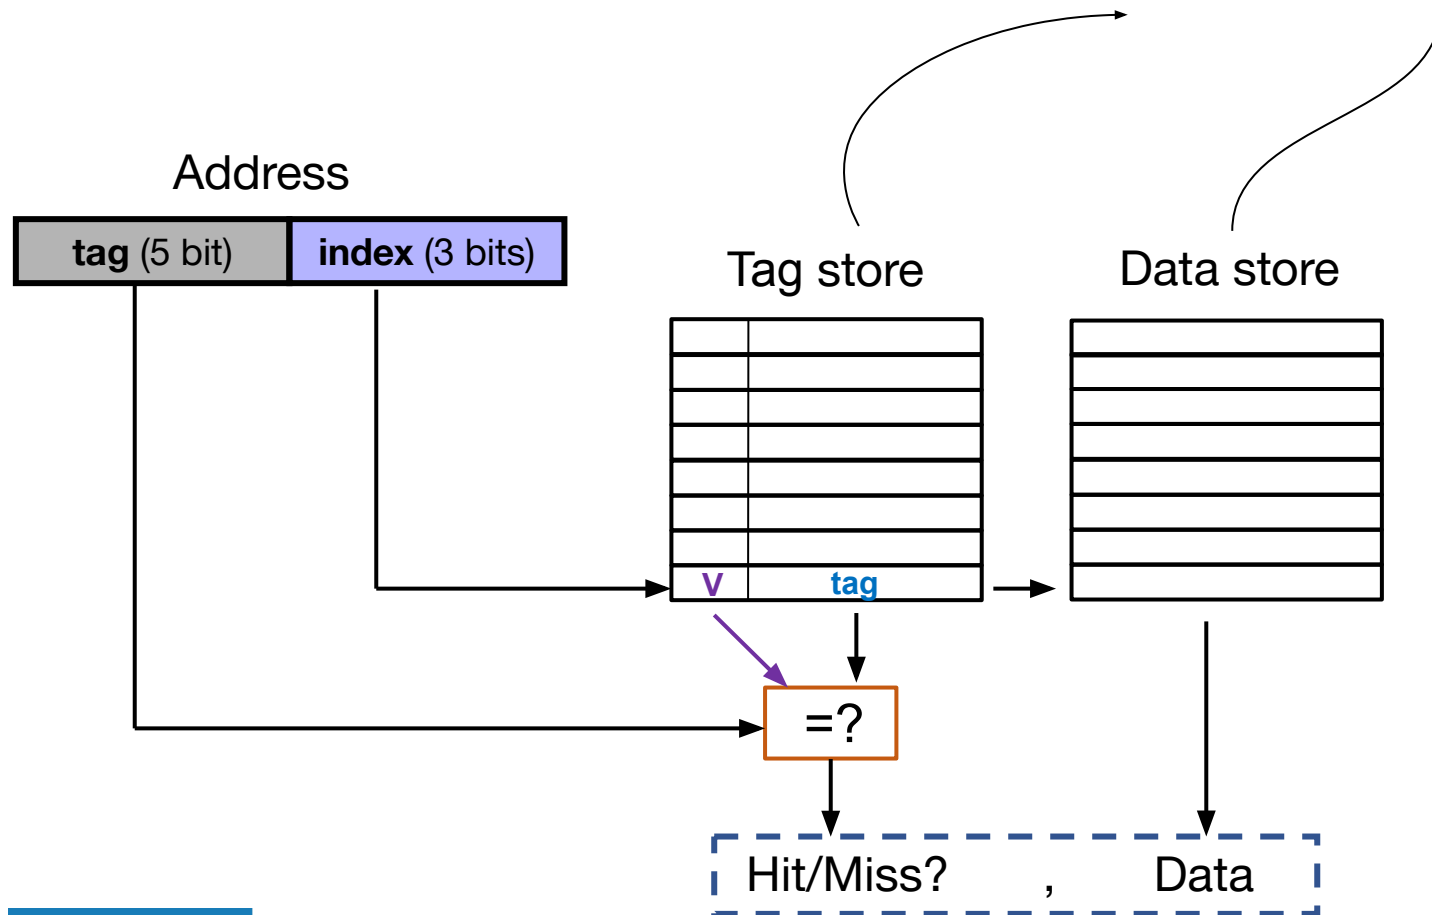 Address
tag (5 bit) index (3 bits)
Tag store
Data store
V tag
=?
Hit/Miss? , Data